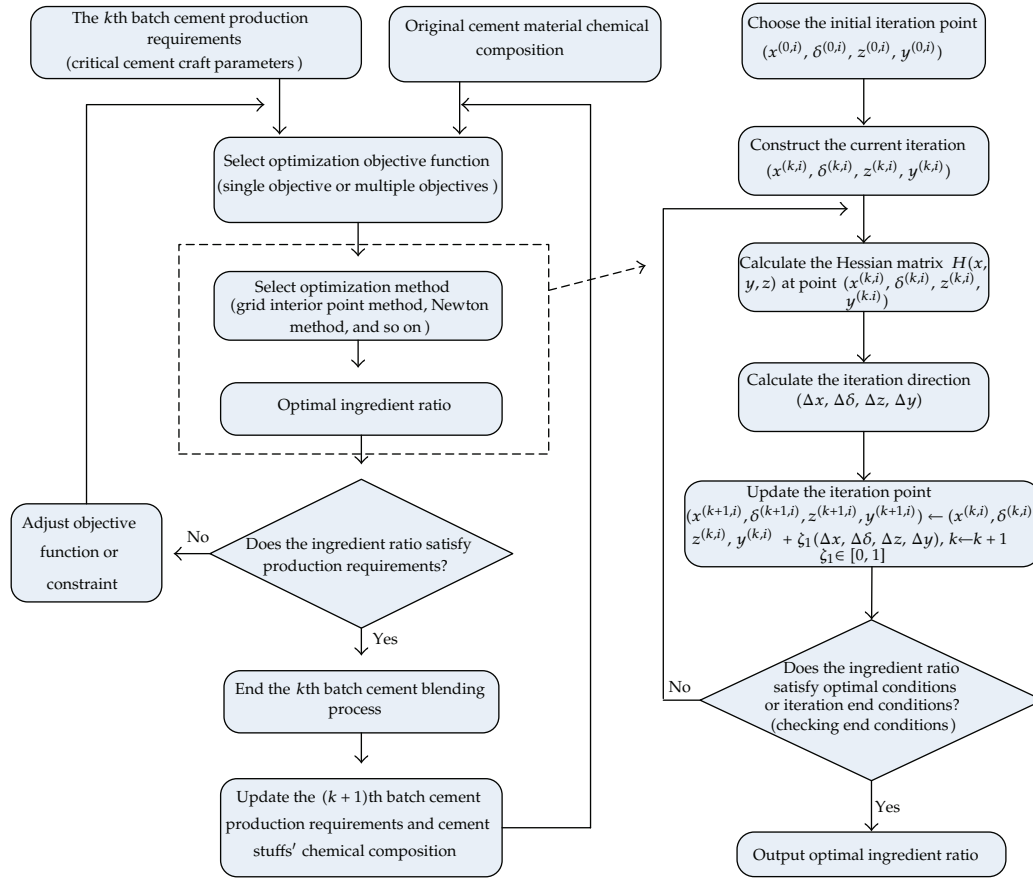 The kth batch cement production
requirements
(critical cement craft parameters )
Original cement material chemical
composition
Select optimization objective function
(single objective or multiple objectives )
Select optimization method
(grid interior point method, Newton
method, and so on )
Optimal ingredient ratio
Does the ingredient ratio satisfy
production requirements?
No
Adjust objective
function or
constraint
Yes
End the kth batch cement blending
process
Update the (k + 1)th batch cement
production requirements and cement
stuffs′ chemical composition
Choose the initial iteration point
(x^(0,i), δ^(0,i), z^(0,i), y^(0,i))
Construct the current iteration
(x^(k,i), δ^(k,i), z^(k,i), y^(k,i))
Calculate the Hessian matrix H(x,
y, z) at point (x^(k,i), δ^(k,i), z^(k,i),
y^(k.i))
Calculate the iteration direction
(Δx, Δδ, Δz, Δy)
Update the iteration point
(x^(k+1,i), δ^(k+1,i), z^(k+1,i), y^(k+1,i)) ← (x^(k,i), δ^(k,i)
z^(k,i), y^(k,i) + ζ₁(Δx, Δδ, Δz, Δy), k←k + 1
ζ₁∈ [0, 1]
Does the ingredient ratio
satisfy optimal conditions
or iteration end conditions?
(checking end conditions )
No
Yes
Output optimal ingredient ratio